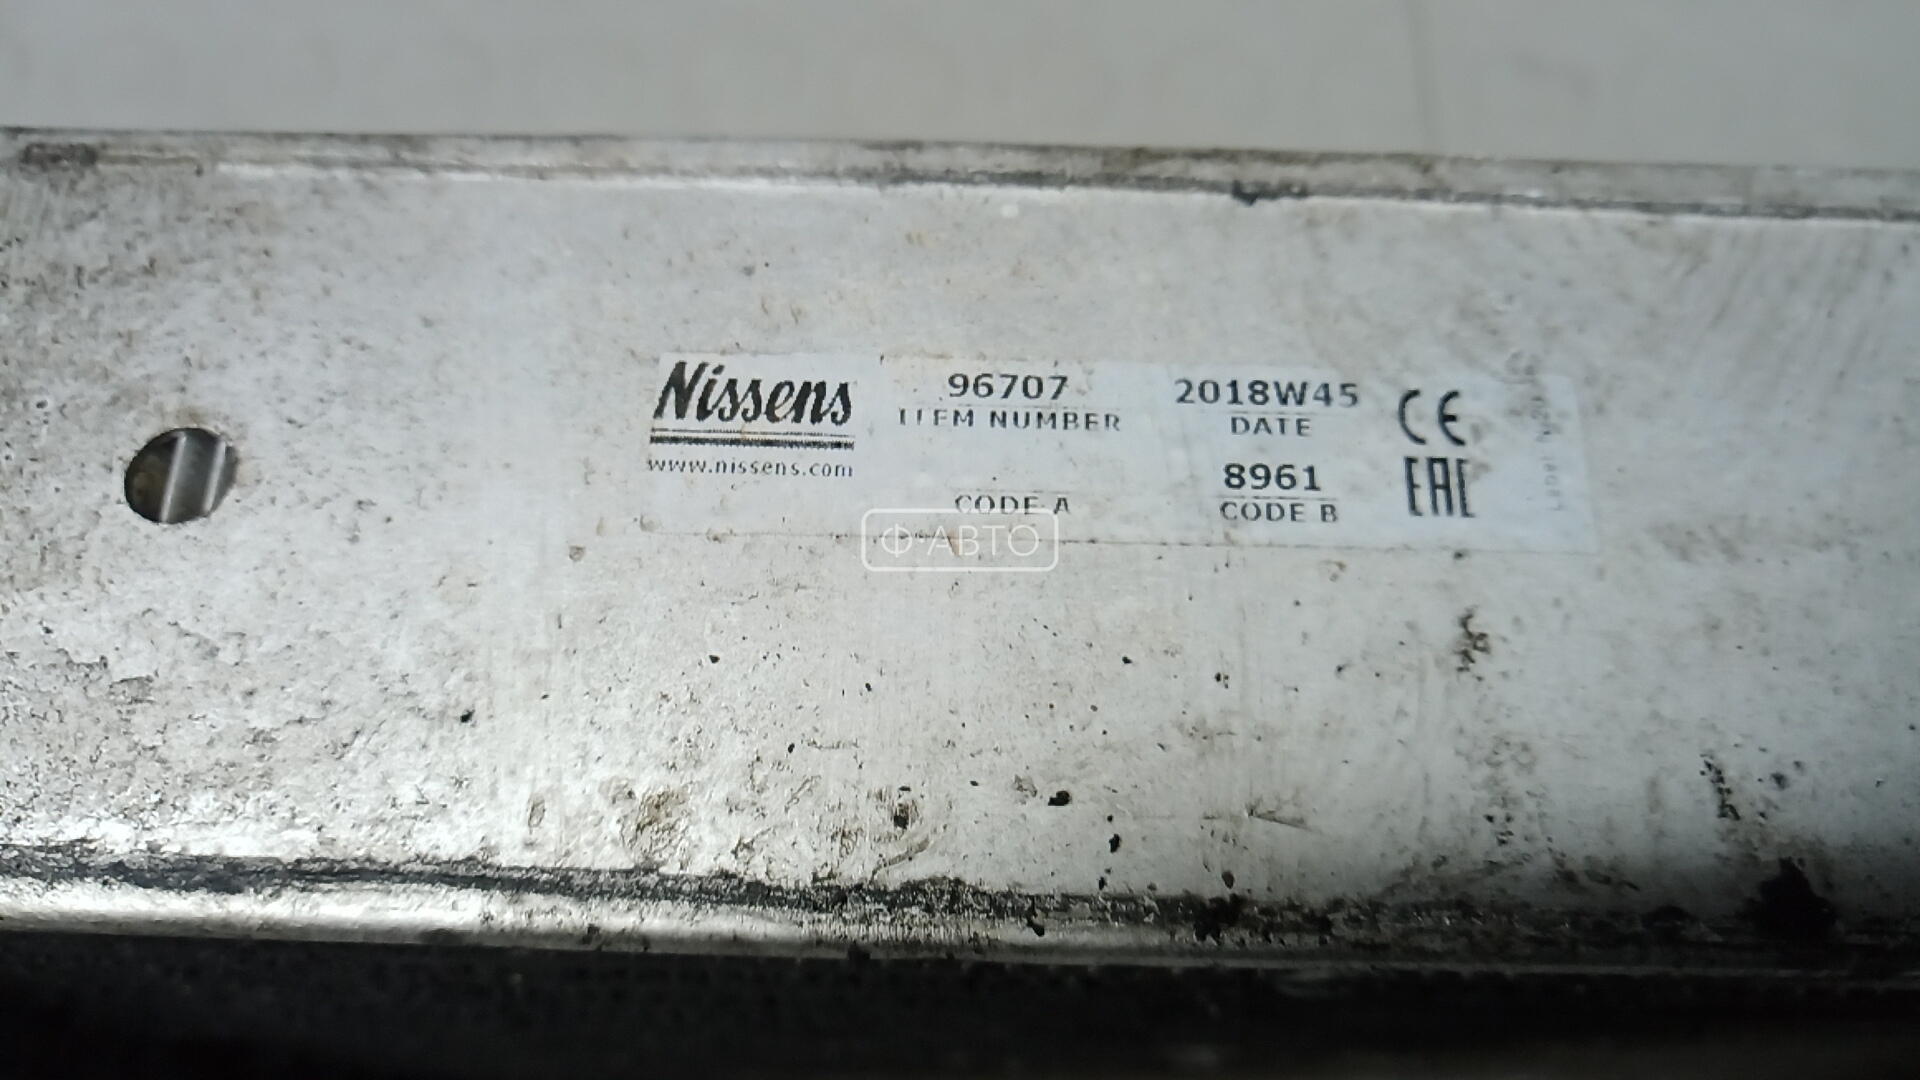 Nissens
www.nissens.com
96707
ITEM NUMBER
CODE A
2018W45
DATE
8961
CODE B
CE
EAC
Ф·АВТО